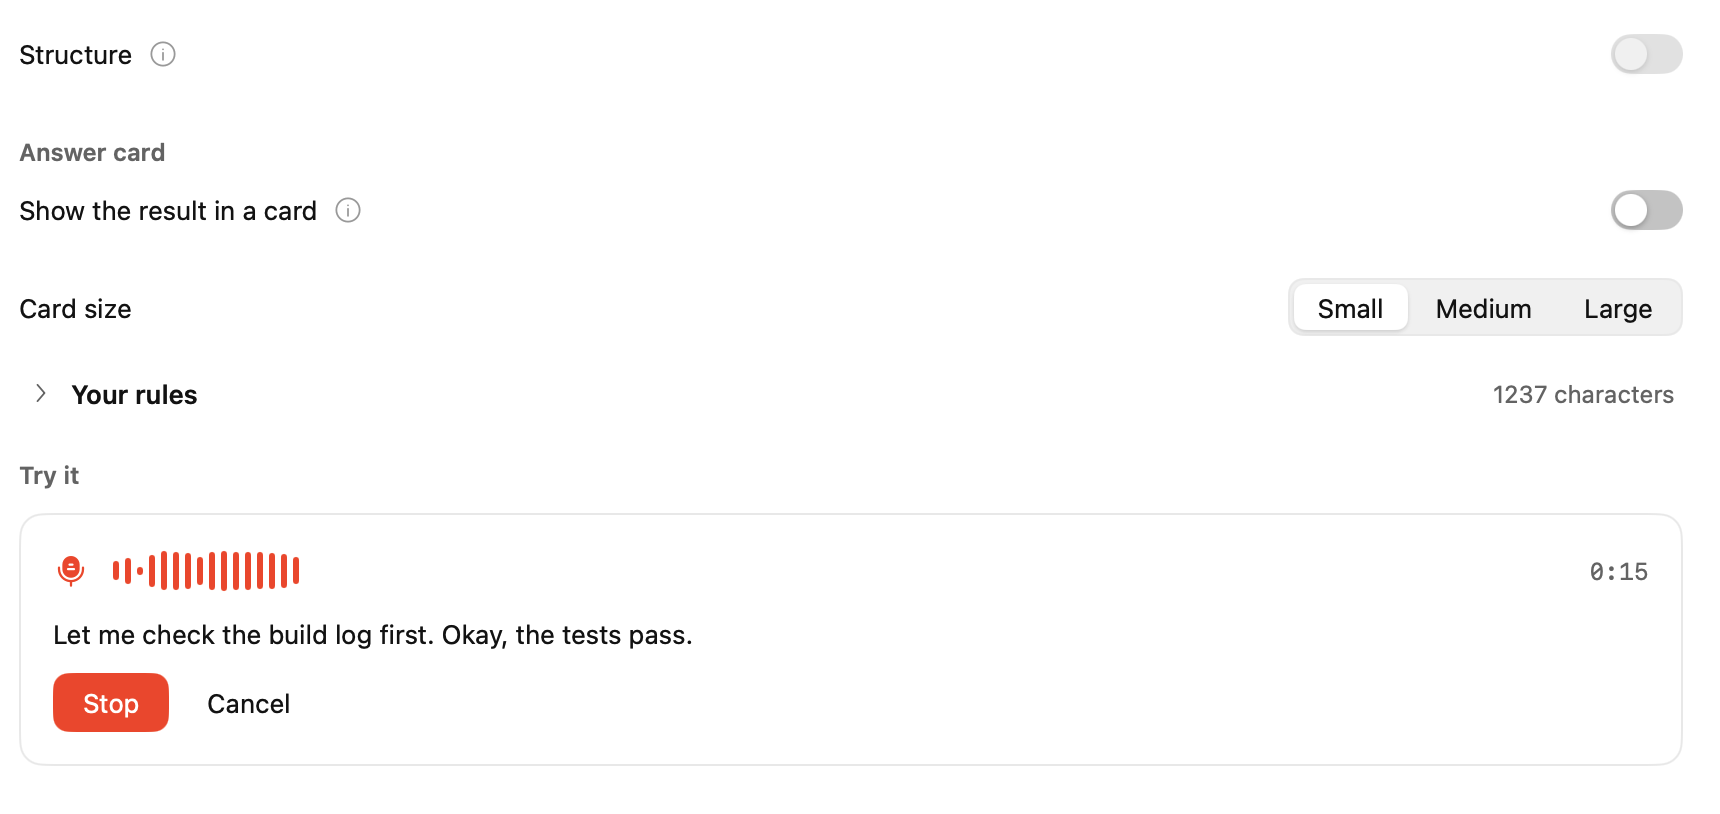 Structure
Answer card
Show the result in a card
Card size
Small Medium Large
Your rules
1237 characters
Try it
0:15
Let me check the build log first. Okay, the tests pass.
Stop Cancel